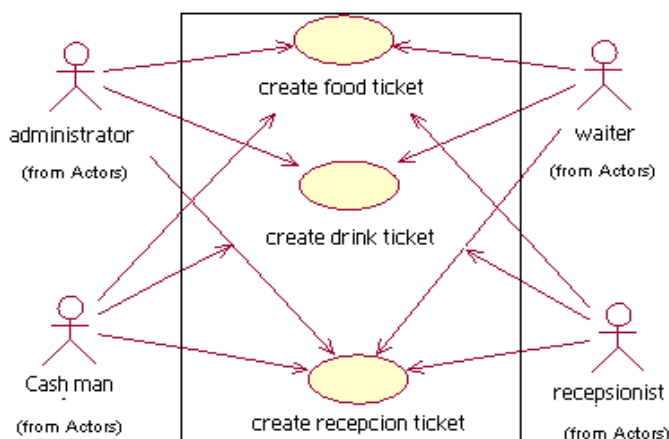 create food ticket
administrator
(from Actors)
waiter
(from Actors)
create drink ticket
Cash man
(from Actors)
recepsionist
(from Actors)
create recepcion ticket